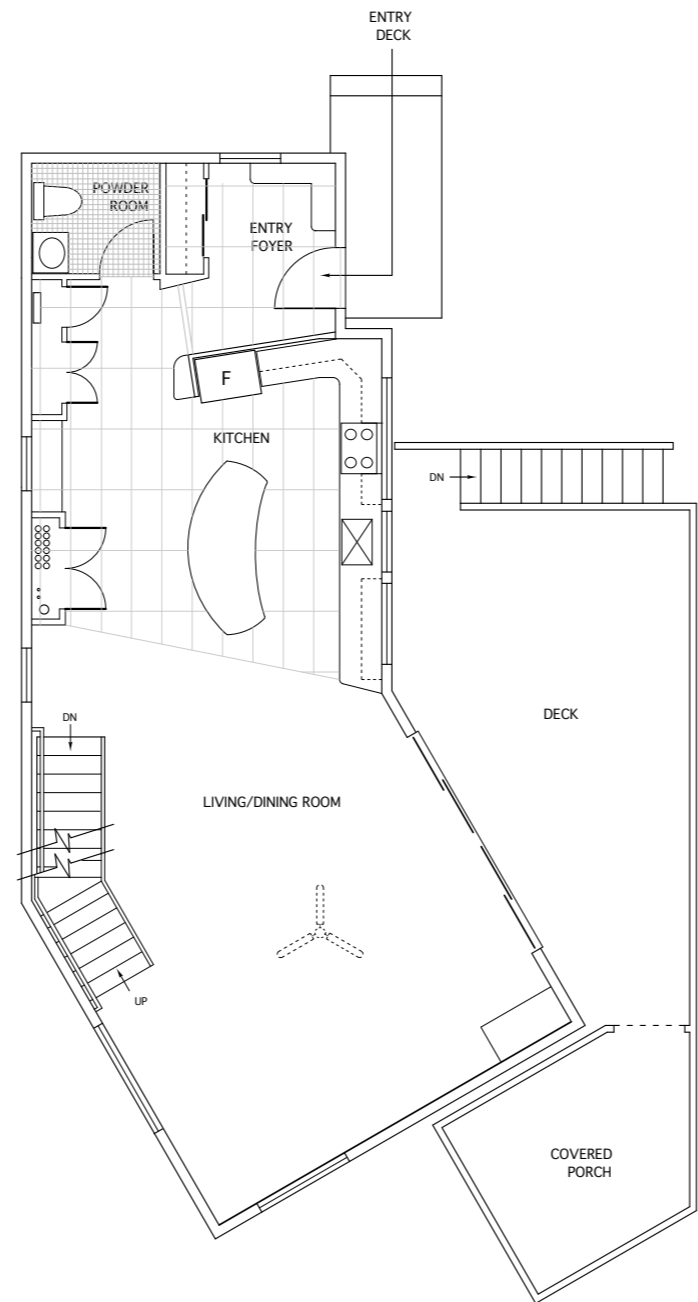 ENTRY
DECK
POWDER
ROOM
ENTRY
FOYER
F
KITCHEN
DN
DECK
DN
LIVING/DINING ROOM
UP
COVERED
PORCH